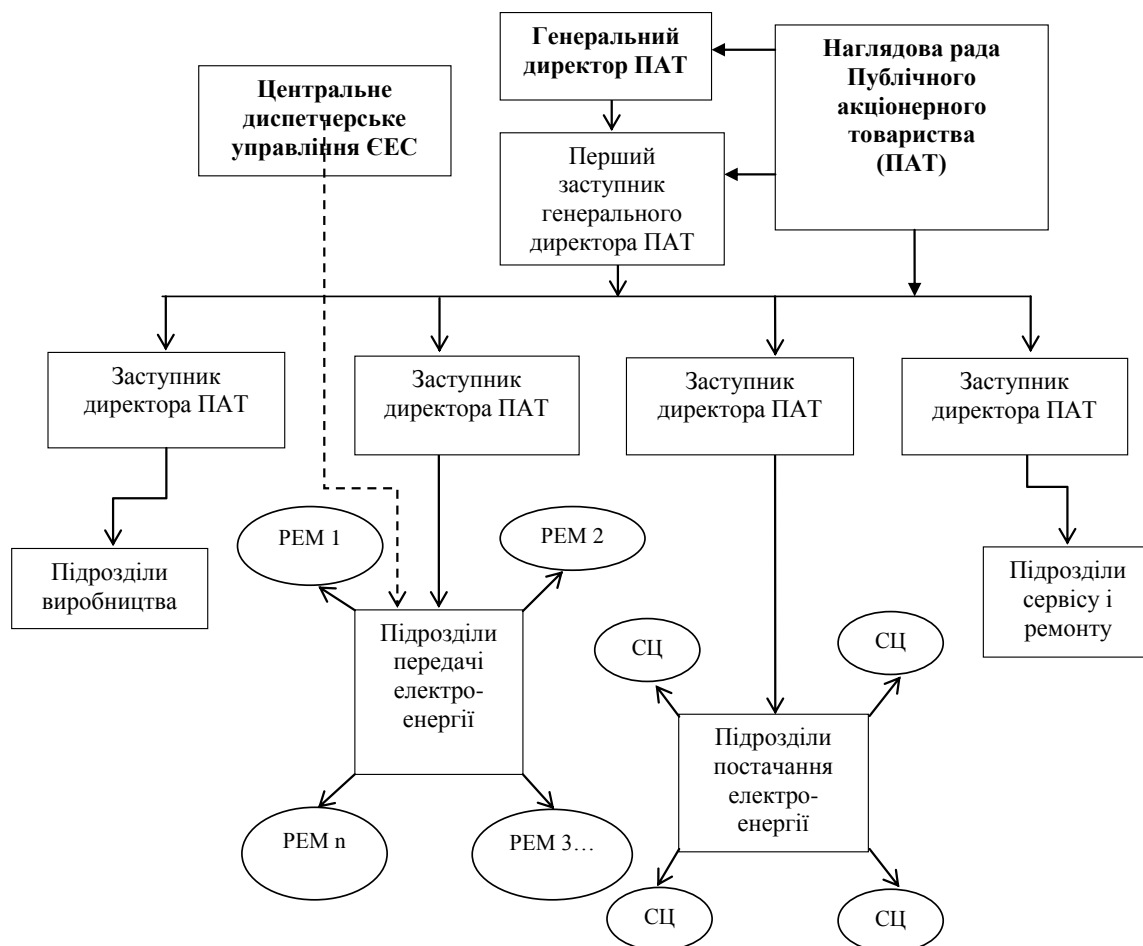 Генеральний
директор ПАТ
Наглядова рада
Публічного
акціонерного
товариства
(ПАТ)
Центральне
диспетчерське
управління ЄЕС
Перший
заступник
генерального
директора ПАТ
Заступник
директора ПАТ
Заступник
директора ПАТ
Заступник
директора ПАТ
Заступник
директора ПАТ
РЕМ 1
РЕМ 2
Підрозділи
виробництва
Підрозділи
сервісу і
ремонту
Підрозділи
передачі
електро-
енергії
СЦ
СЦ
Підрозділи
постачання
електро-
енергії
РЕМ n
РЕМ 3…
СЦ
СЦ